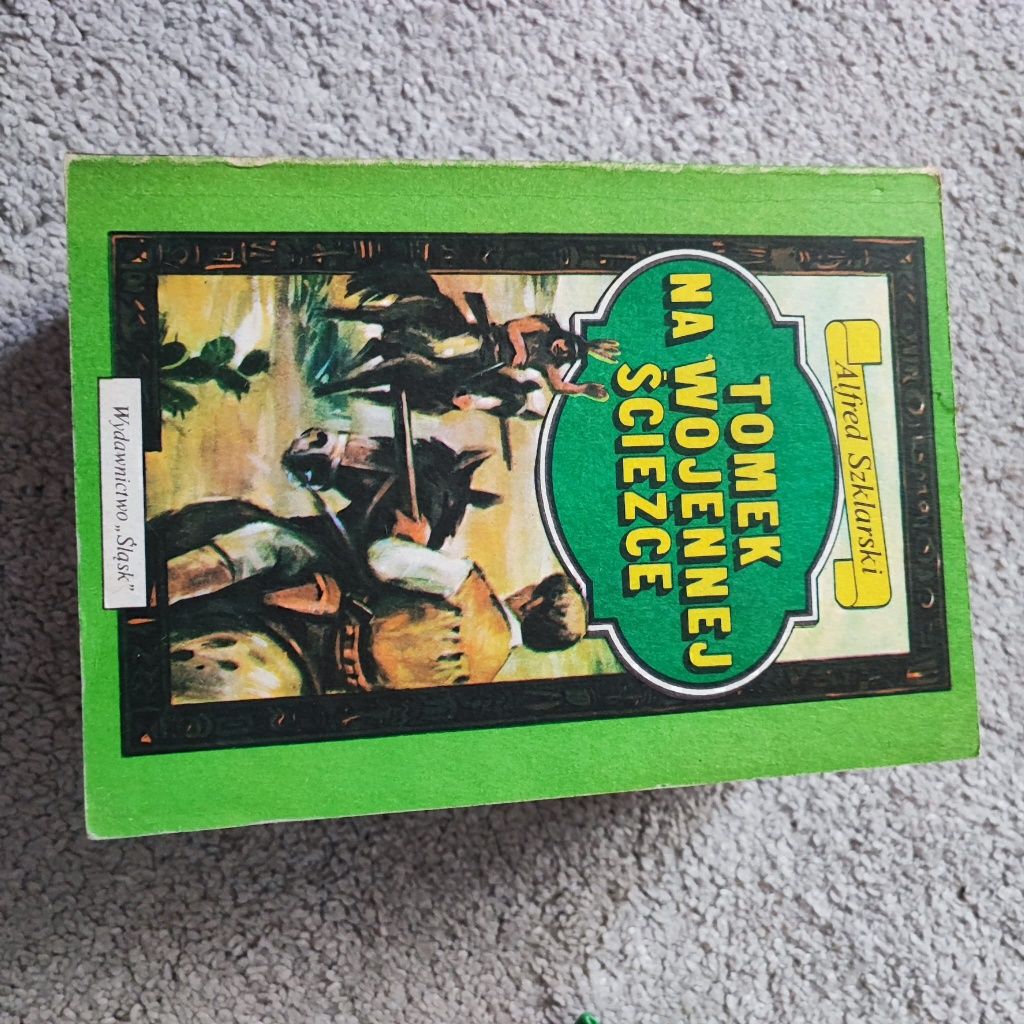 Alfred Szklarski
TOMEK
NA WOJENNEJ
ŚCIEŻCE
Wydawnictwo „Śląsk”